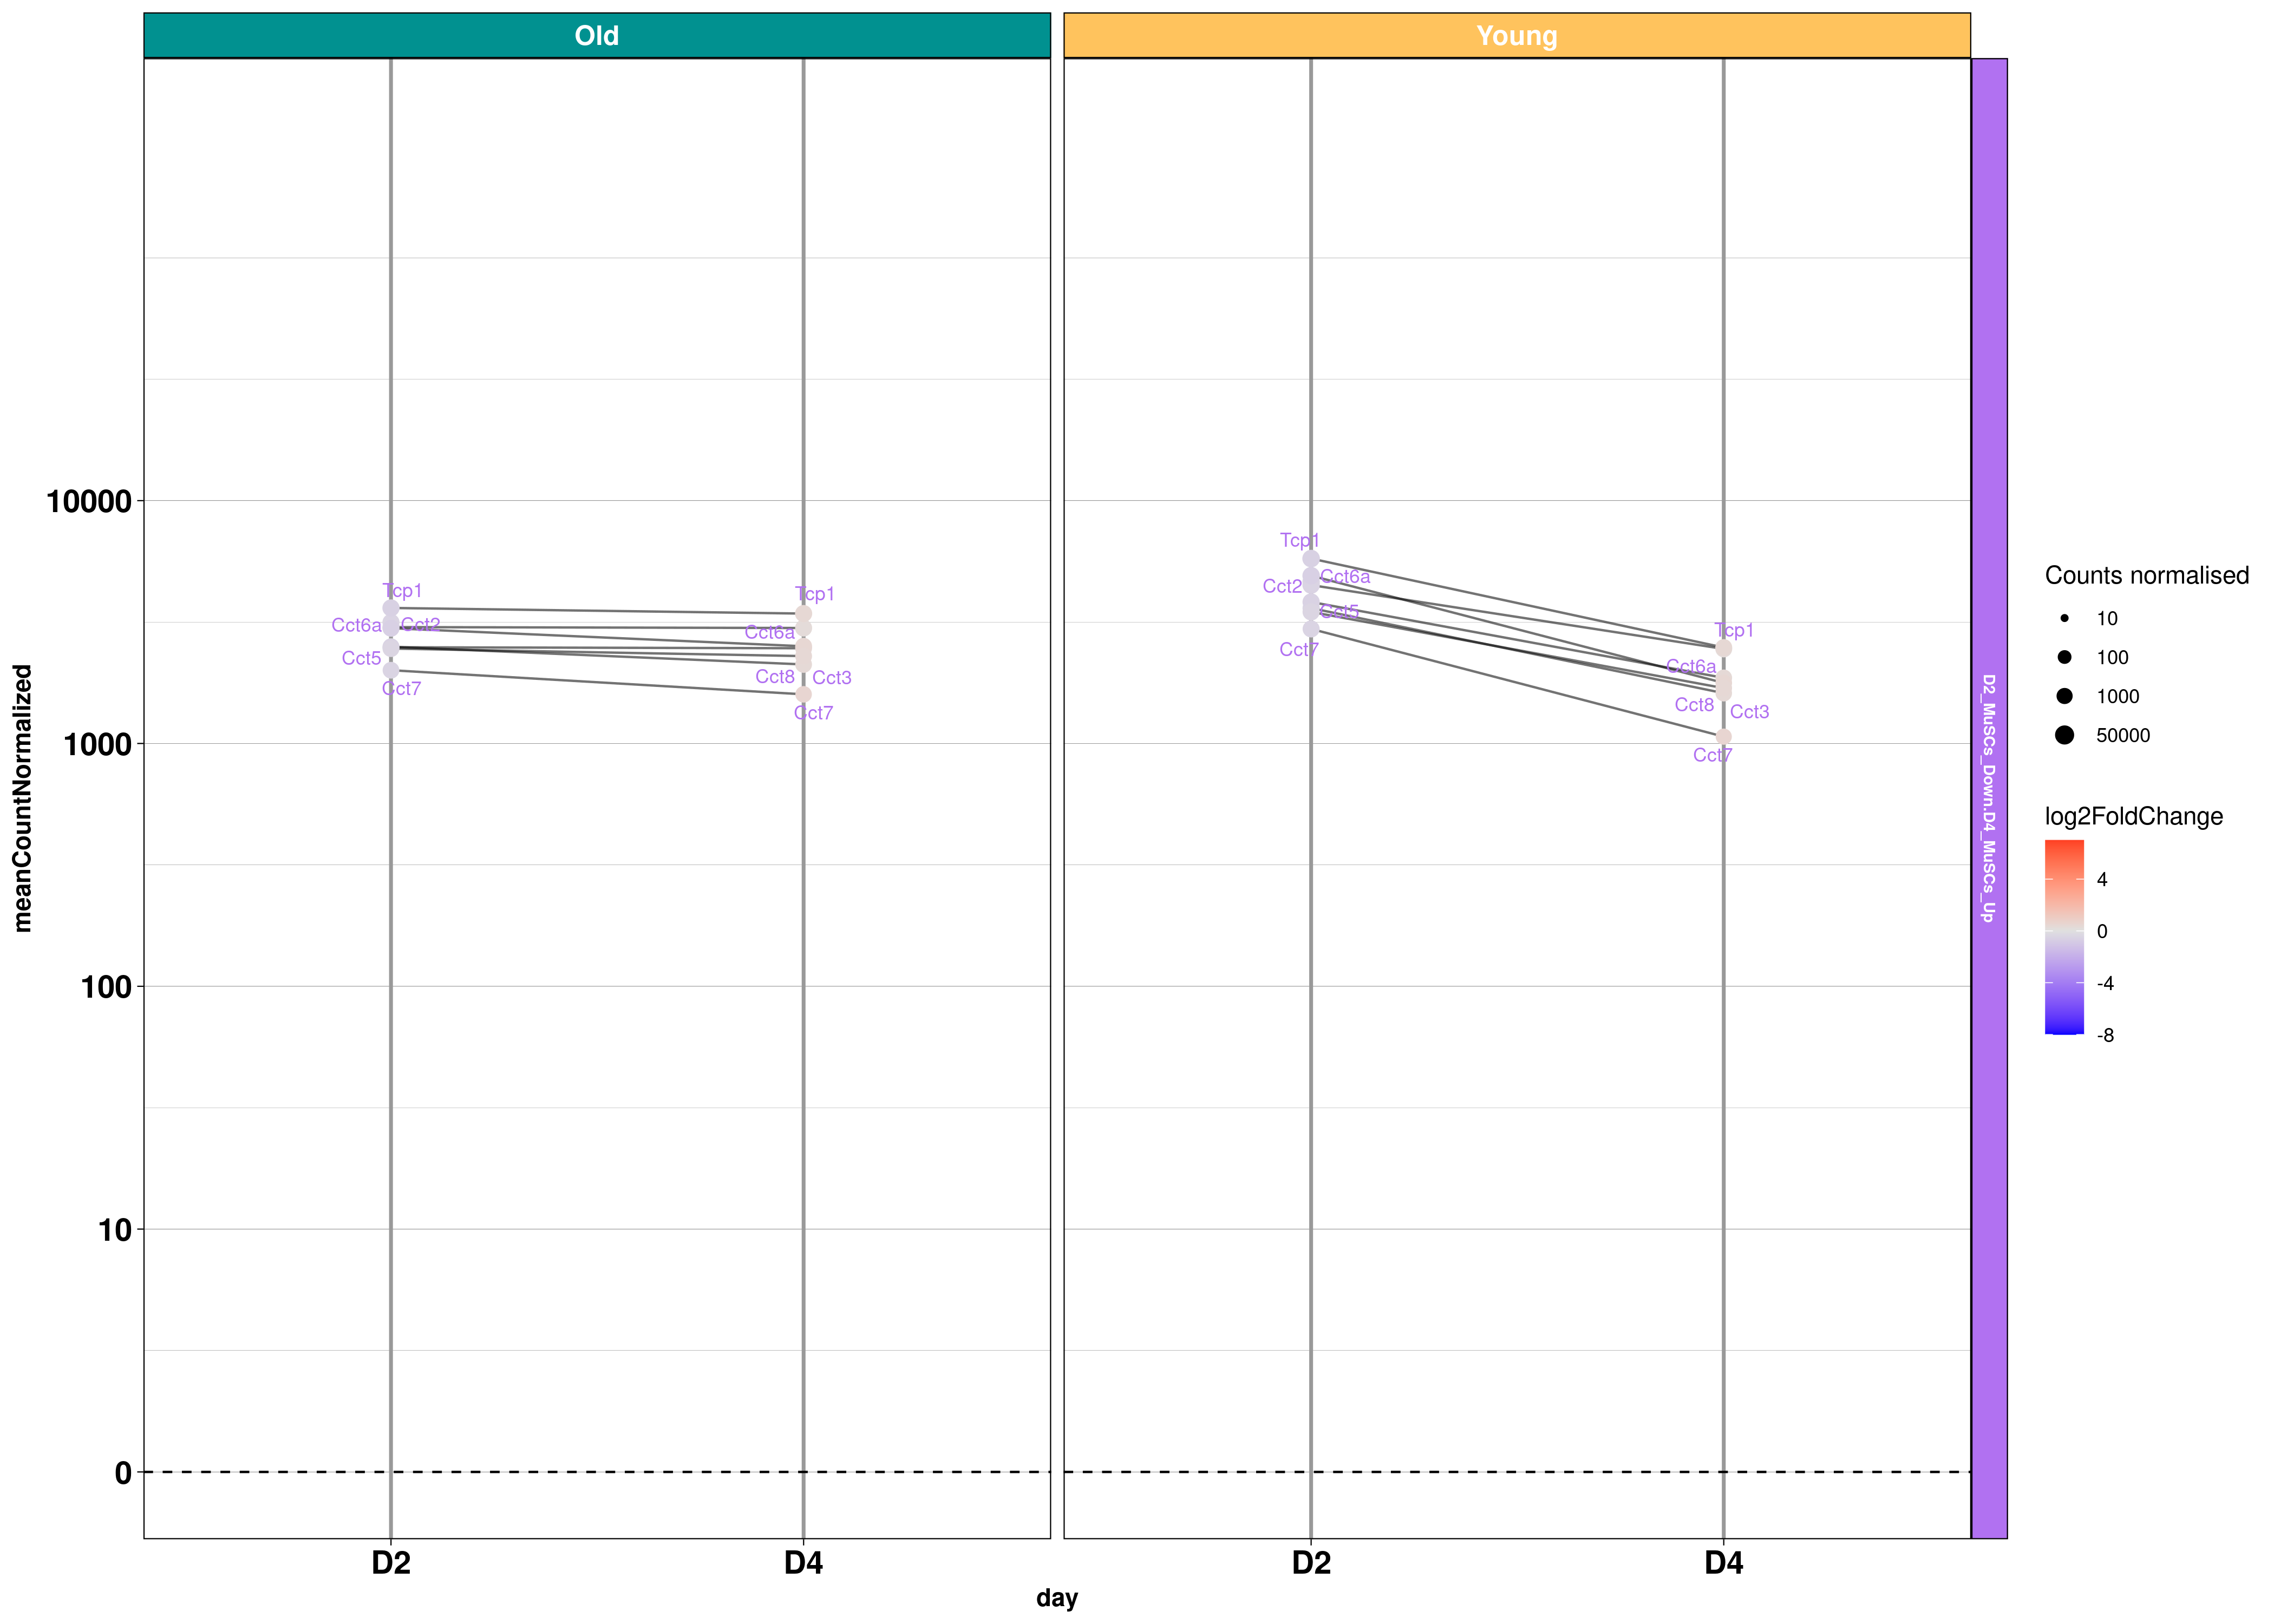 Old
Young
meanCountNormalized
10000
1000
100
10
0
Tcp1
Cct6a
Cct2
Cct5
Cct7
Tcp1
Cct6a
Cct8
Cct3
Cct7
Tcp1
Cct6a
Cct2
Cct5
Cct7
Tcp1
Cct6a
Cct8
Cct3
Cct7
D2
D4
D2
D4
day
D2_MuSCs_Down.D4_MuSCs_Up
Counts normalised
10
100
1000
50000
log2FoldChange
4
0
-4
-8